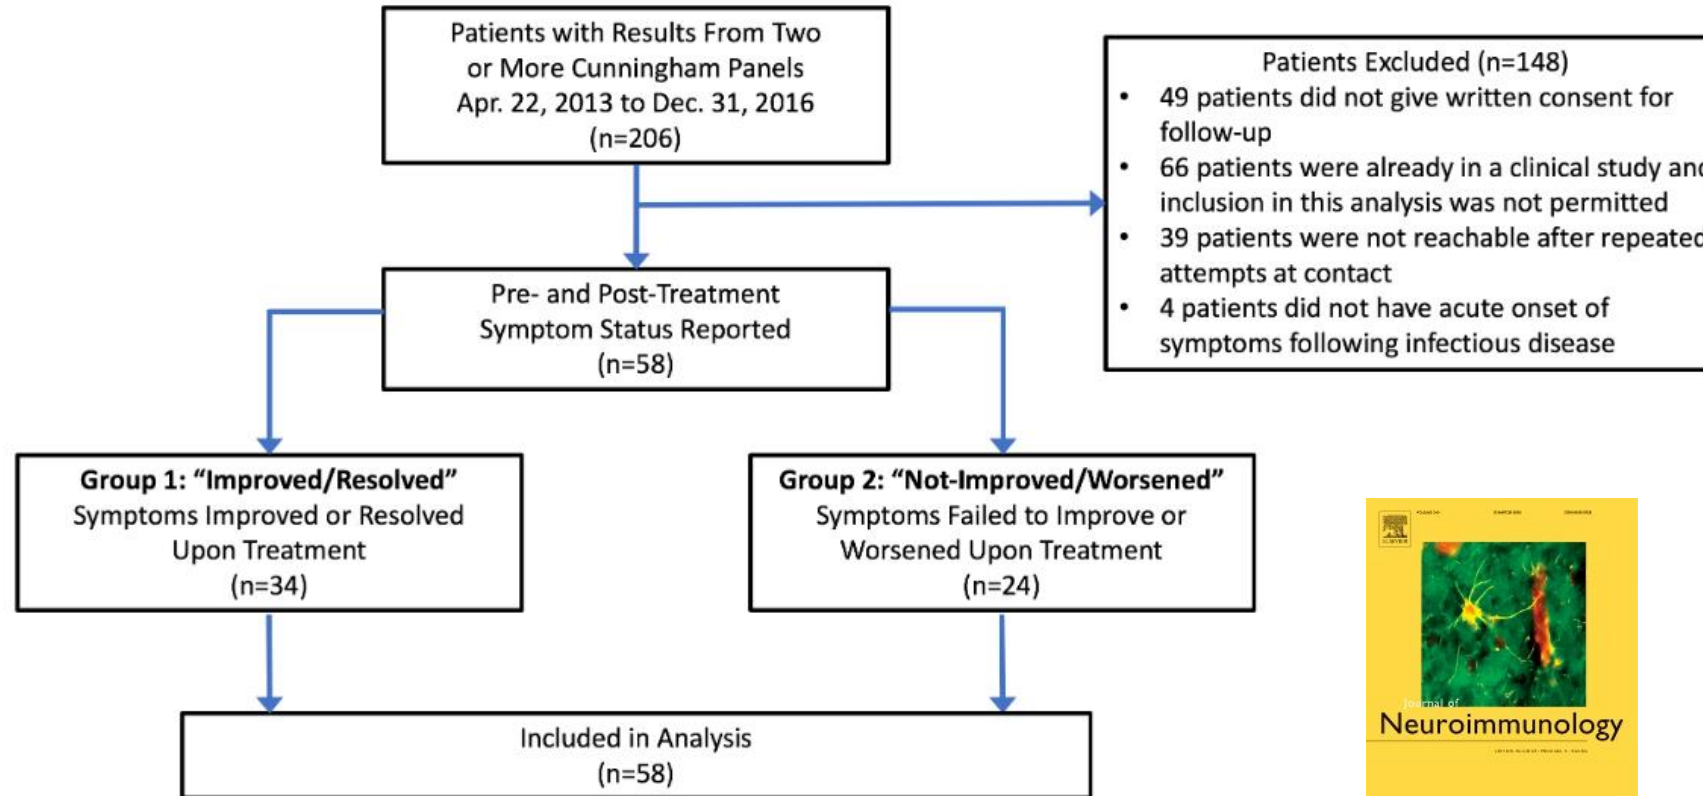 Patients with Results From Two
or More Cunningham Panels
Apr. 22, 2013 to Dec. 31, 2016
(n=206)
Patients Excluded (n=148)
• 49 patients did not give written consent for
follow-up
• 66 patients were already in a clinical study and
inclusion in this analysis was not permitted
• 39 patients were not reachable after repeated
attempts at contact
• 4 patients did not have acute onset of
symptoms following infectious disease
Pre- and Post-Treatment
Symptom Status Reported
(n=58)
Group 1: “Improved/Resolved”
Symptoms Improved or Resolved
Upon Treatment
(n=34)
Group 2: “Not-Improved/Worsened”
Symptoms Failed to Improve or
Worsened Upon Treatment
(n=24)
Included in Analysis
(n=58)
ELSEVIER
Journal of
Neuroimmunology